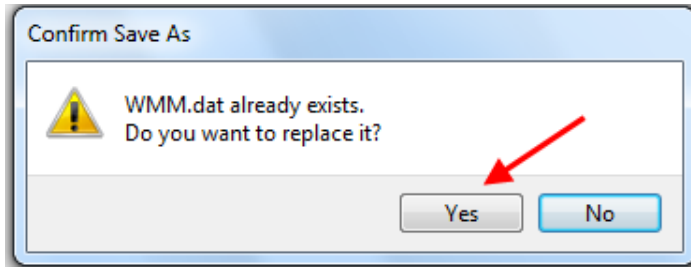 Confirm Save As
WMM.dat already exists.
Do you want to replace it?
Yes No